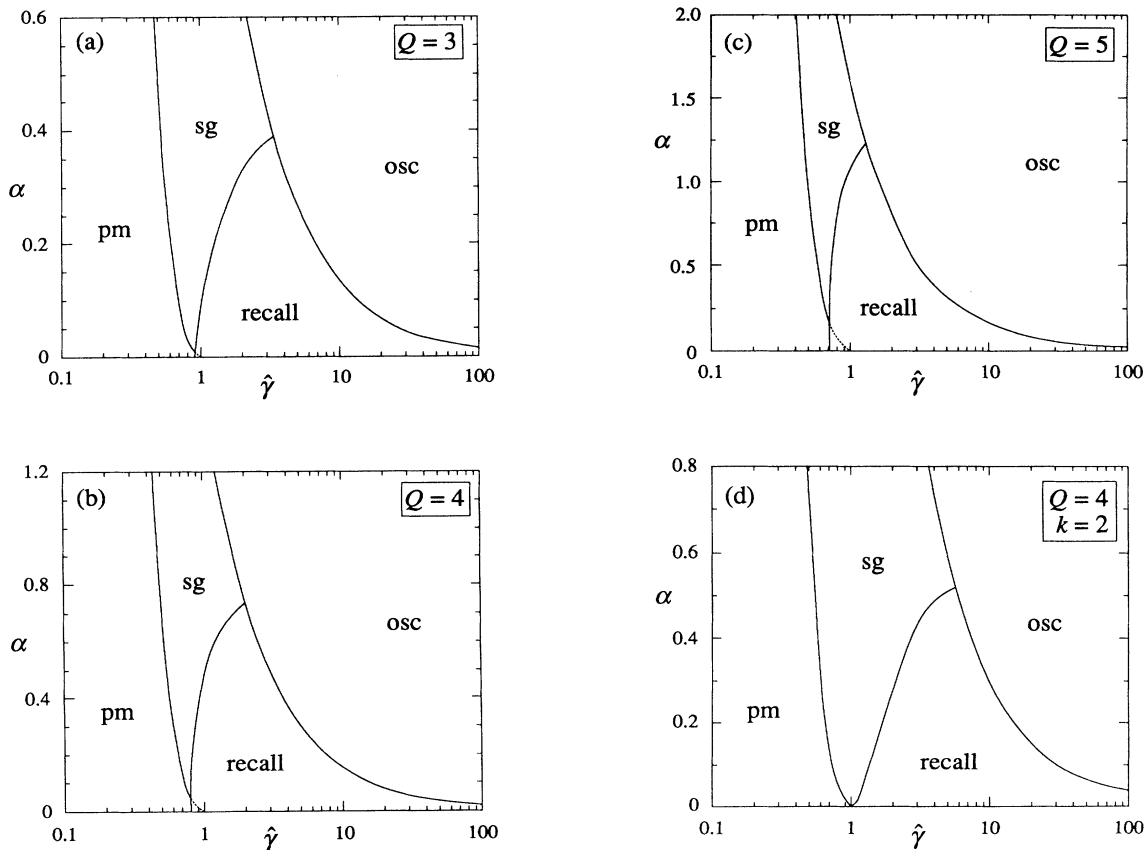 (a)
Q = 3
0.6
0.4
0.2
0
α
pm
sg
osc
recall
0.1
1
10
100
γ̂
(c)
Q = 5
2.0
1.5
1.0
0.5
0
α
pm
sg
osc
recall
0.1
1
10
100
γ̂
(b)
Q = 4
1.2
0.8
0.4
0
α
pm
sg
osc
recall
0.1
1
10
100
γ̂
(d)
Q = 4
k = 2
0.8
0.6
0.4
0.2
0
α
pm
sg
osc
recall
0.1
1
10
100
γ̂